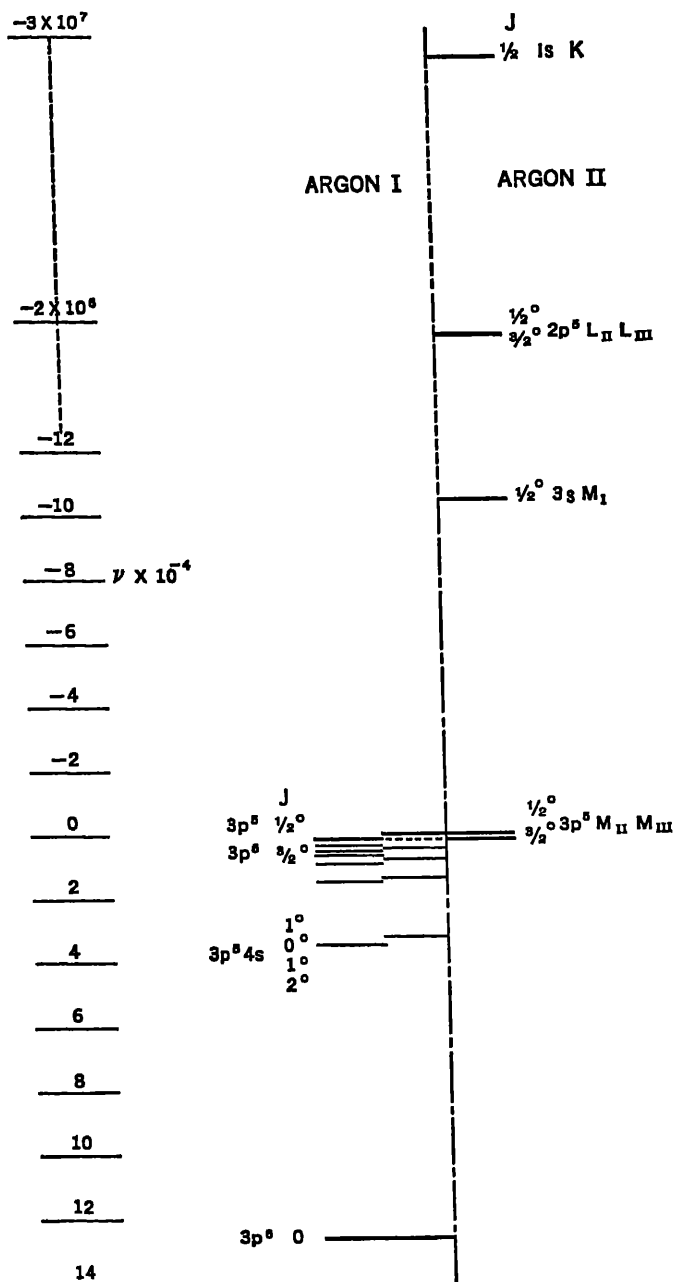 −3 X 10⁷
J
½ Is K
ARGON I
ARGON II
−2 X 10⁶
½°
³⁄₂° 2p⁵ L_II L_III
−12
−10
½° 3s M_I
−8 ν X 10⁻⁴
−6
−4
−2
J
0
3p⁵ ½°
½°
³⁄₂° 3p⁵ M_II M_III
3p⁵ ³⁄₂°
2
1°
3p⁵4s 0°
1°
2°
4
6
8
10
12
3p⁶ 0
14